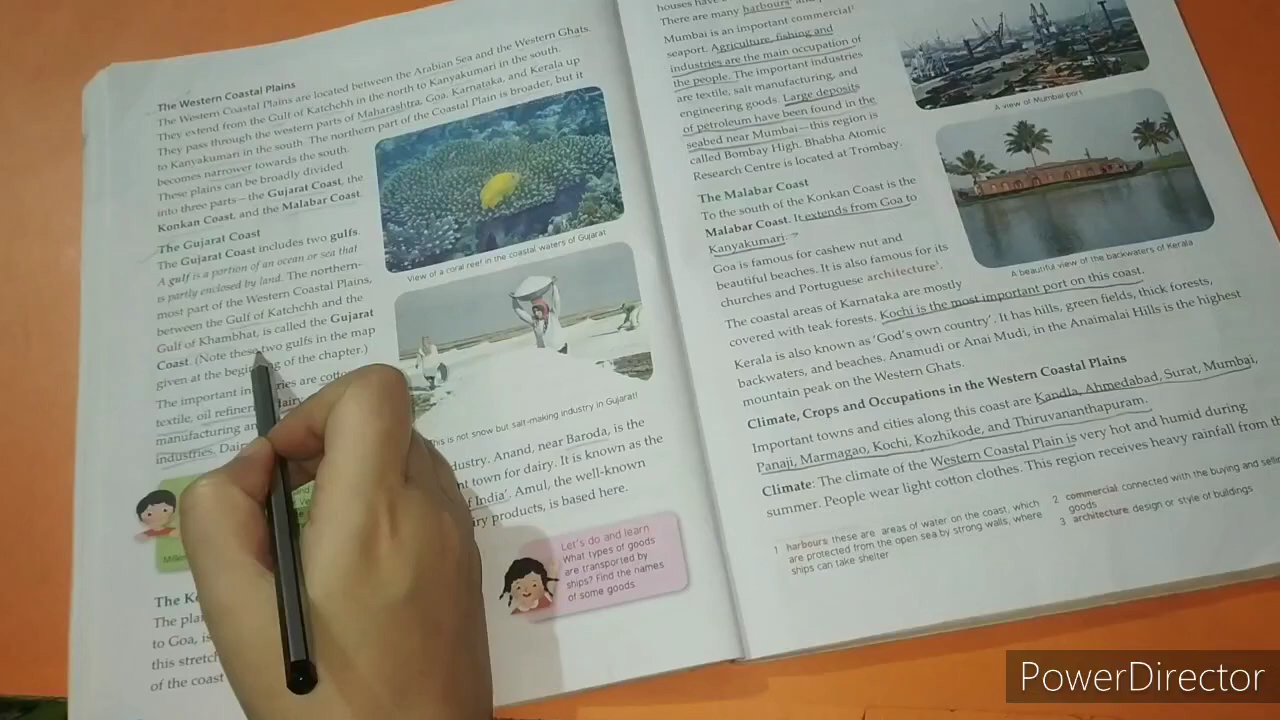 The Western Coastal Plains
The Western Coastal Plains are located between the Arabian Sea and the Western Ghats.
They extend from the Gulf of Katchchh in the north to Kanyakumari in the south.
They pass through the western parts of Maharashtra, Goa, Karnataka, and Kerala up
to Kanyakumari in the south. The northern part of the Coastal Plain is broader, but it
becomes narrower towards the south.
These plains can be broadly divided
into three parts—the Gujarat Coast, the
Konkan Coast, and the Malabar Coast.
The Gujarat Coast
The Gujarat Coast includes two gulfs.
A gulf is a portion of an ocean or sea that
is partly enclosed by land. The northern-
most part of the Western Coastal Plains,
between the Gulf of Katchchh and the
Gulf of Khambhat, is called the Gujarat
Coast. (Note these two gulfs in the map
given at the of the chapter.)
The important are
textile, oil
manufacturing
industries.
View of a coral reef in the coastal waters of Gujarat
This is not snow but salt-making industry in Gujarat!
Anand, near Baroda, is the
town for dairy. It is known as the
of India'. Amul, the well-known
products, is based here.
Let's do and learn
What types of goods
are transported by
ships? Find the names
of some goods
The
The
to Goa,
this
of the coast
houses have
There are many harbours¹
Mumbai is an important commercial²
seaport. Agriculture, fishing and
industries are the main occupation of
the people. The important industries
are textile, salt manufacturing, and
engineering goods. Large deposits
of petroleum have been found in the
seabed near Mumbai—this region is
called Bombay High. Bhabha Atomic
Research Centre is located at Trombay.
A view of Mumbai port
The Malabar Coast
To the south of the Konkan Coast is the
Malabar Coast. It extends from Goa to
Kanyakumari.
Goa is famous for cashew nut and
beautiful beaches. It is also famous for its
churches and Portuguese architecture³.
A beautiful view of the backwaters of Kerala
The coastal areas of Karnataka are mostly
covered with teak forests. Kochi is the most important port on this coast.
Kerala is also known as 'God's own country'. It has hills, green fields, thick forests,
backwaters, and beaches. Anamudi or Anai Mudi, in the Anaimalai Hills is the highest
mountain peak on the Western Ghats.
Climate, Crops and Occupations in the Western Coastal Plains
Important towns and cities along this coast are Kandla, Ahmedabad, Surat, Mumbai,
Panaji, Marmagao, Kochi, Kozhikode, and Thiruvananthapuram.
Climate: The climate of the Western Coastal Plain is very hot and humid during
summer. People wear light cotton clothes. This region receives heavy rainfall from
1 harbours: these are areas of water on the coast, which
are protected from the open sea by strong walls, where
ships can take shelter
2 commercial: connected with the buying and
goods
3 architecture: design or style of buildings
PowerDirector